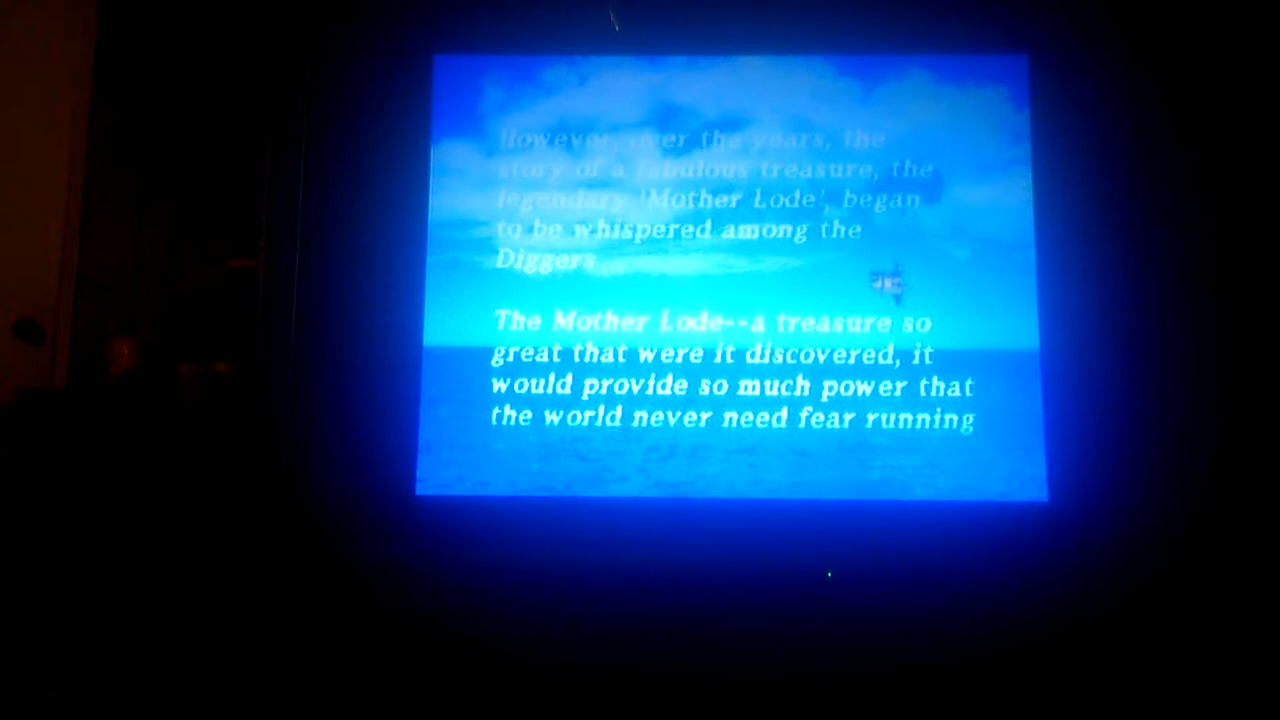 However, over the years, the
story of a fabulous treasure, the
legendary 'Mother Lode', began
to be whispered among the
Diggers...
The Mother Lode--a treasure so
great that were it discovered, it
would provide so much power that
the world never need fear running